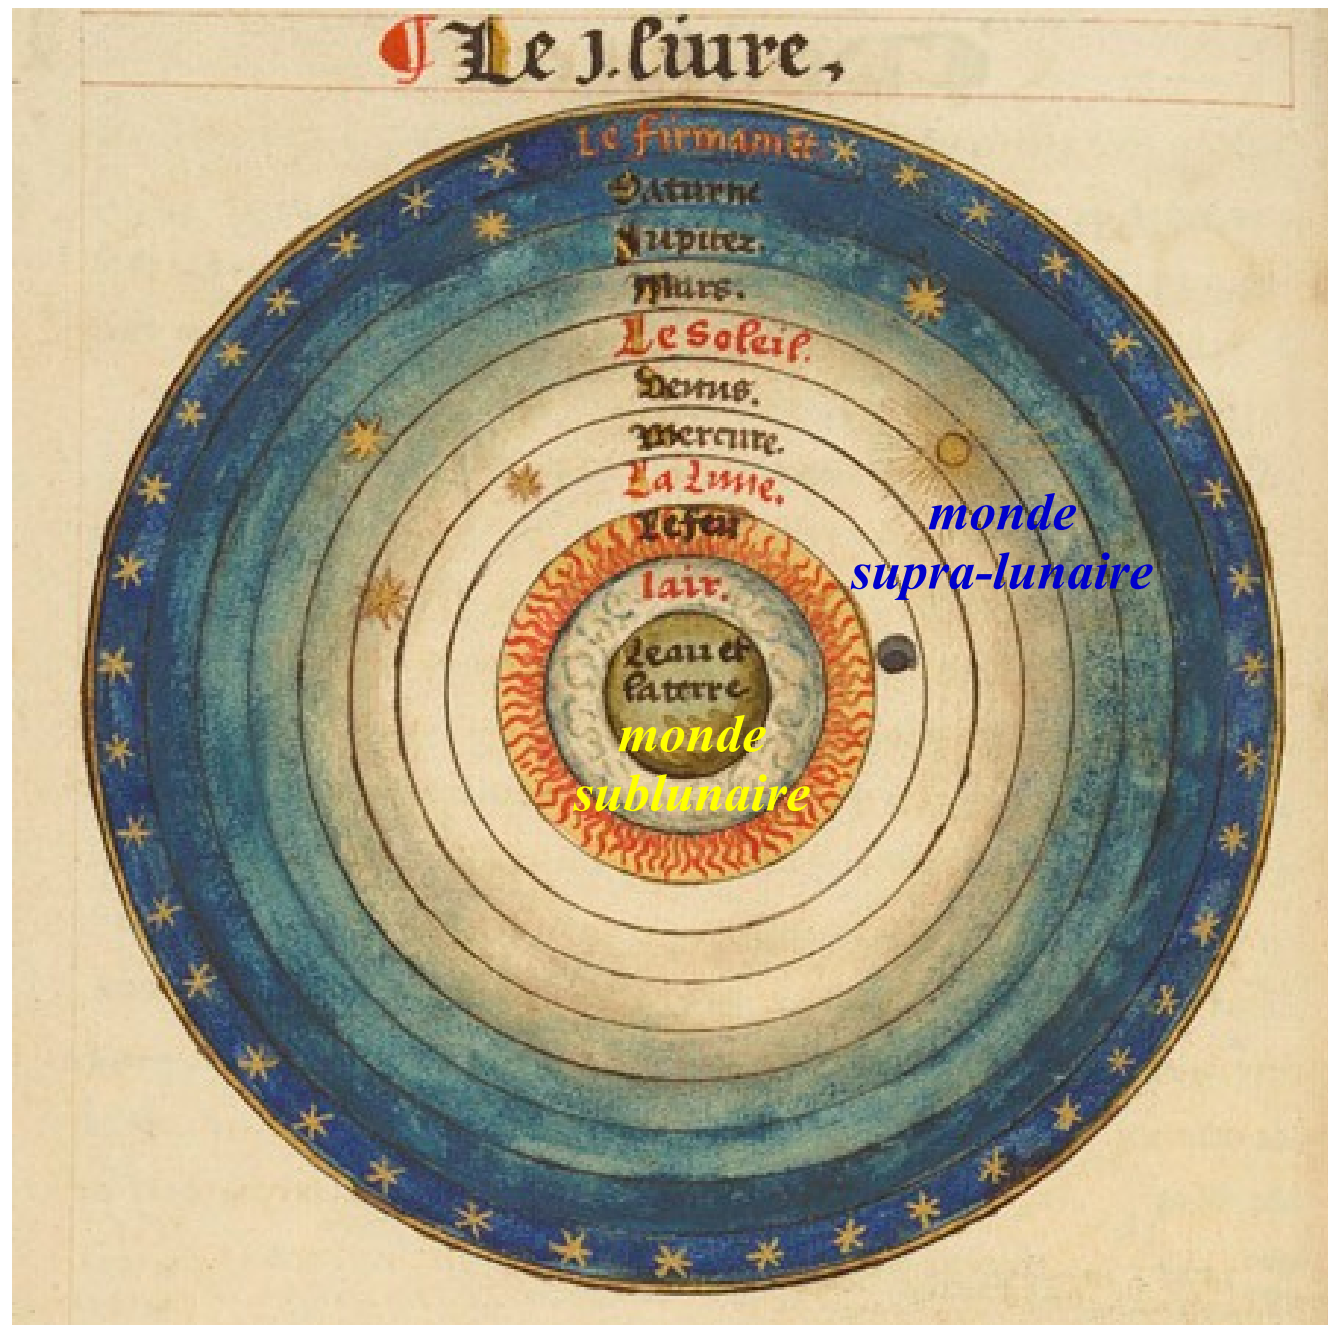 ¶ Le j. liure,
Le firmamēt.
Saturne
Jupiter.
Mars.
Le Soleil.
Venus.
Mercure.
La Lune.
Le feu
lair.
Leau et
la terre
monde
supra-lunaire
monde
sublunaire